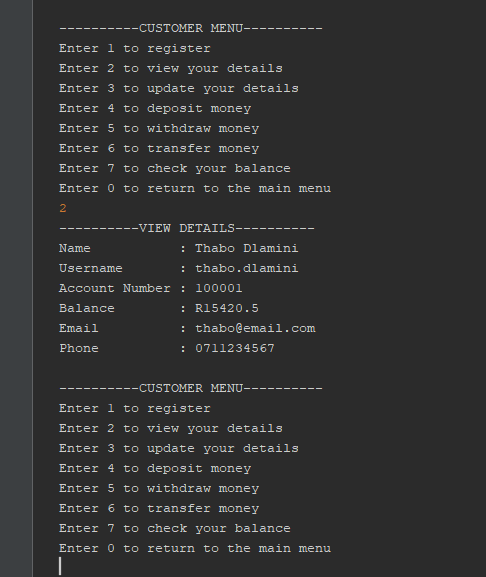 ----------CUSTOMER MENU----------
Enter 1 to register
Enter 2 to view your details
Enter 3 to update your details
Enter 4 to deposit money
Enter 5 to withdraw money
Enter 6 to transfer money
Enter 7 to check your balance
Enter 0 to return to the main menu
2
----------VIEW DETAILS----------
Name           : Thabo Dlamini
Username       : thabo.dlamini
Account Number : 100001
Balance        : R15420.5
Email          : thabo@email.com
Phone          : 0711234567
----------CUSTOMER MENU----------
Enter 1 to register
Enter 2 to view your details
Enter 3 to update your details
Enter 4 to deposit money
Enter 5 to withdraw money
Enter 6 to transfer money
Enter 7 to check your balance
Enter 0 to return to the main menu